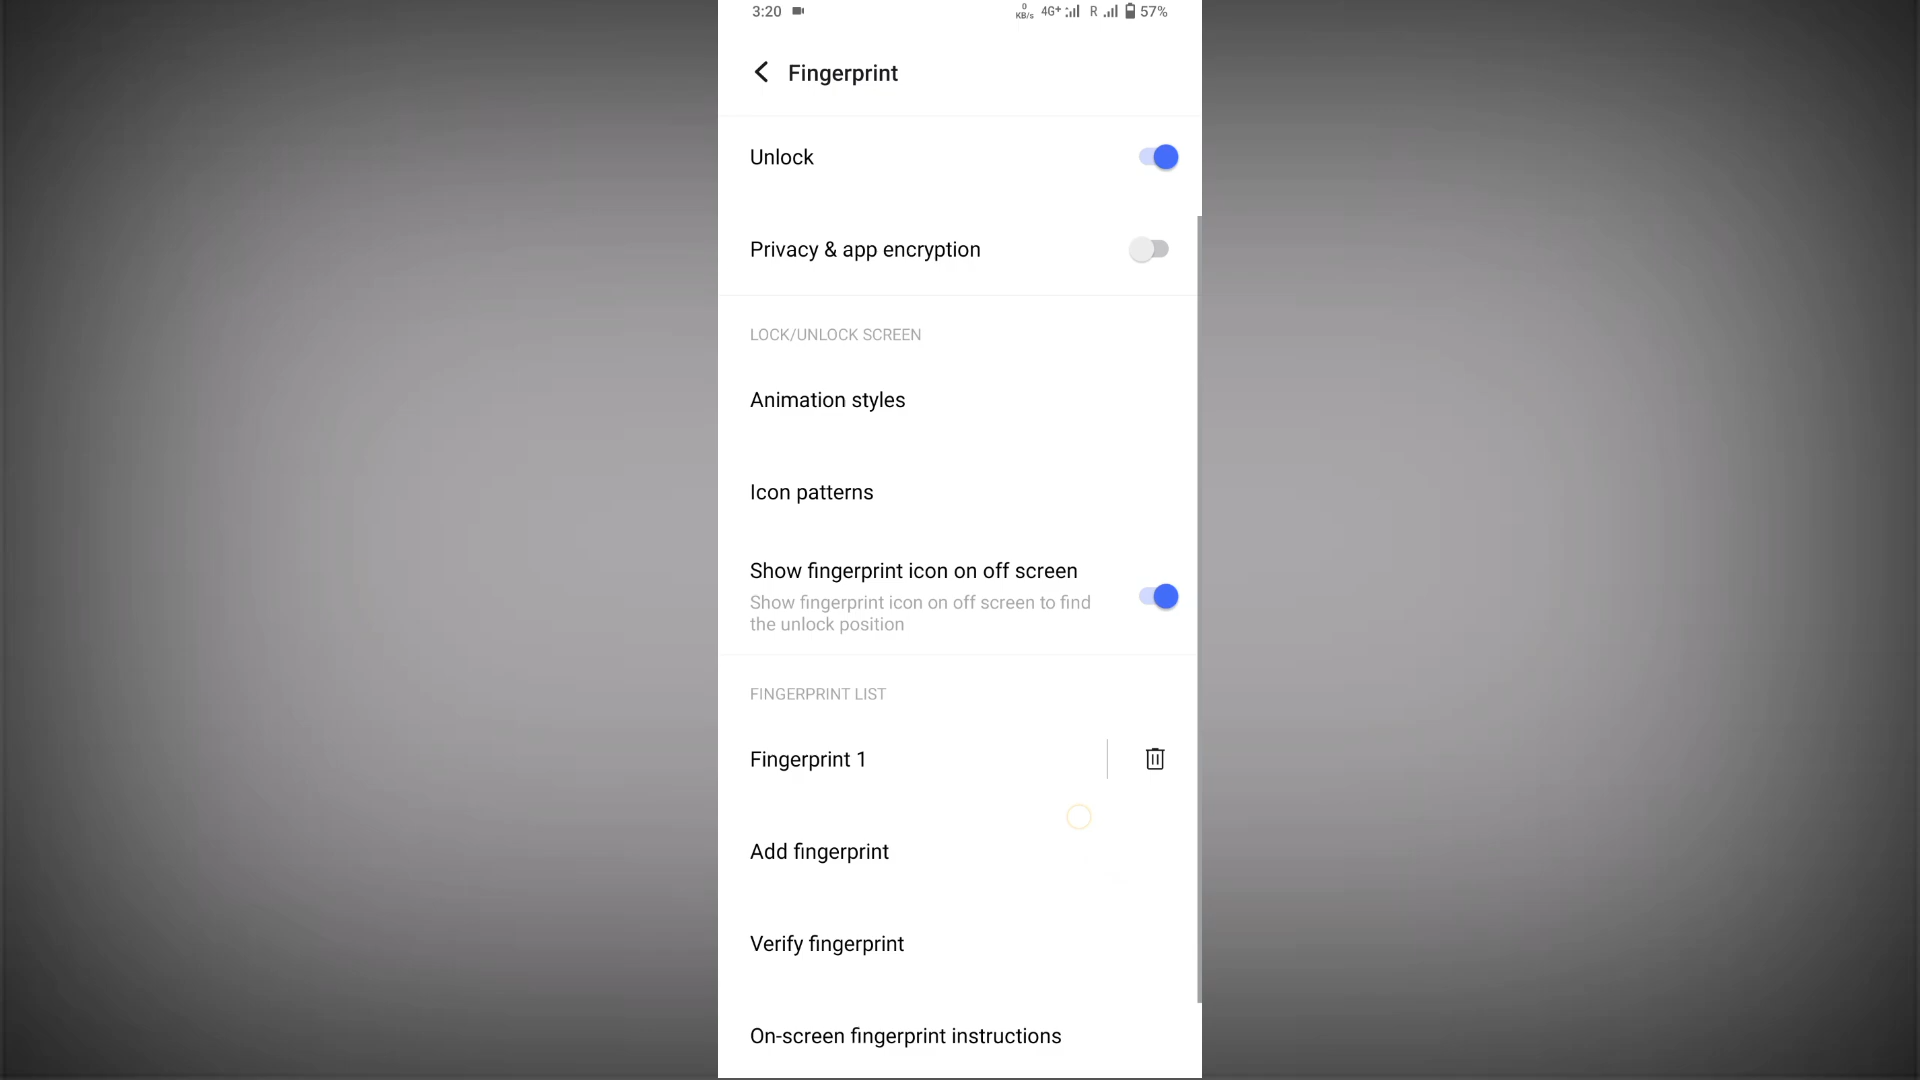 3:20
0 KB/s 4G+ R 57%
Fingerprint
Unlock
Privacy & app encryption
LOCK/UNLOCK SCREEN
Animation styles
Icon patterns
Show fingerprint icon on off screen
Show fingerprint icon on off screen to find
the unlock position
FINGERPRINT LIST
Fingerprint 1
Add fingerprint
Verify fingerprint
On-screen fingerprint instructions